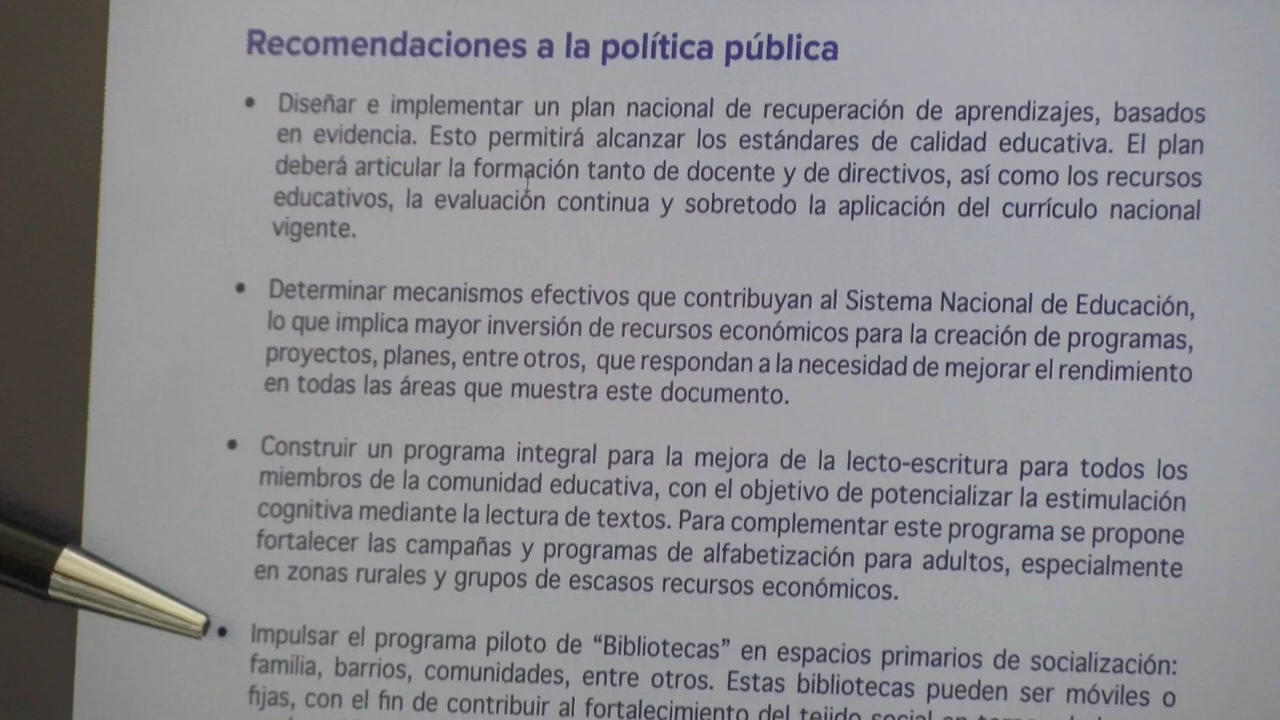 Recomendaciones a la política pública
• Diseñar e implementar un plan nacional de recuperación de aprendizajes, basados
en evidencia. Esto permitirá alcanzar los estándares de calidad educativa. El plan
deberá articular la formación tanto de docente y de directivos, así como los recursos
educativos, la evaluación continua y sobretodo la aplicación del currículo nacional
vigente.
• Determinar mecanismos efectivos que contribuyan al Sistema Nacional de Educación,
lo que implica mayor inversión de recursos económicos para la creación de programas,
proyectos, planes, entre otros, que respondan a la necesidad de mejorar el rendimiento
en todas las áreas que muestra este documento.
• Construir un programa integral para la mejora de la lecto-escritura para todos los
miembros de la comunidad educativa, con el objetivo de potencializar la estimulación
cognitiva mediante la lectura de textos. Para complementar este programa se propone
fortalecer las campañas y programas de alfabetización para adultos, especialmente
en zonas rurales y grupos de escasos recursos económicos.
• Impulsar el programa piloto de “Bibliotecas” en espacios primarios de socialización:
familia, barrios, comunidades, entre otros. Estas bibliotecas pueden ser móviles o
fijas, con el fin de contribuir al fortalecimiento del tejido social en